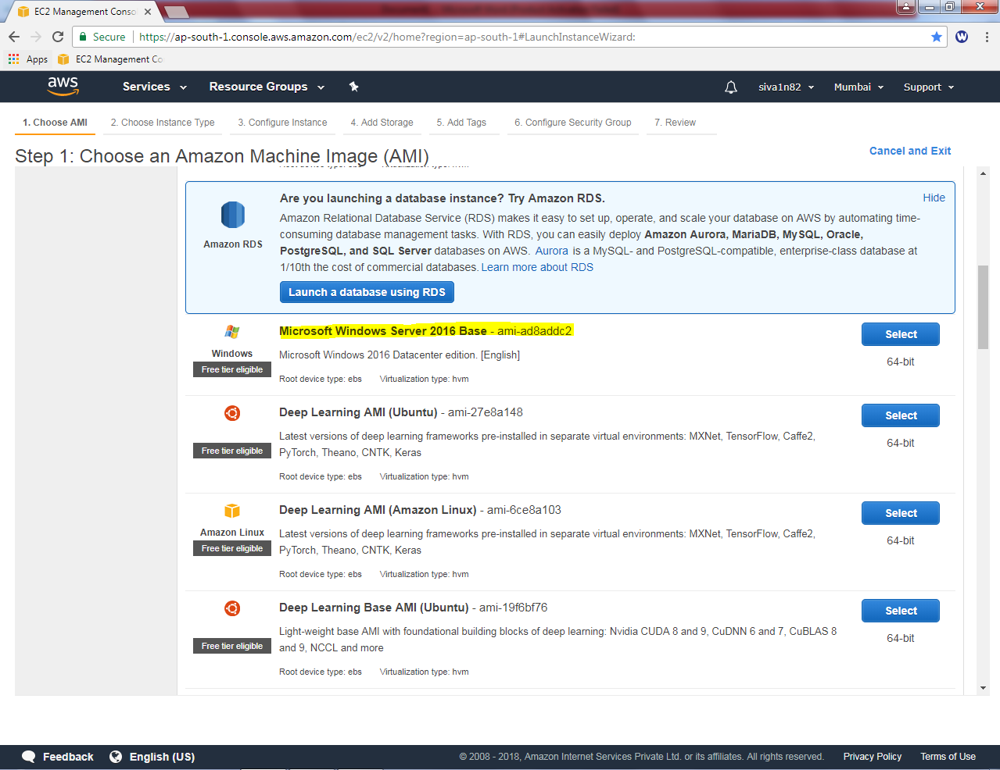 EC2 Management Conso
Secure https://ap-south-1.console.aws.amazon.com/ec2/v2/home?region=ap-south-1#LaunchInstanceWizard:
Apps EC2 Management Co
aws Services Resource Groups siva1n82 Mumbai Support
1. Choose AMI 2. Choose Instance Type 3. Configure Instance 4. Add Storage 5. Add Tags 6. Configure Security Group 7. Review
Step 1: Choose an Amazon Machine Image (AMI) Cancel and Exit
Root device type: ebs Virtualization type: hvm
Are you launching a database instance? Try Amazon RDS. Hide
Amazon RDS
Amazon Relational Database Service (RDS) makes it easy to set up, operate, and scale your database on AWS by automating time-
consuming database management tasks. With RDS, you can easily deploy Amazon Aurora, MariaDB, MySQL, Oracle,
PostgreSQL, and SQL Server databases on AWS. Aurora is a MySQL- and PostgreSQL-compatible, enterprise-class database at
1/10th the cost of commercial databases. Learn more about RDS
Launch a database using RDS
Microsoft Windows Server 2016 Base - ami-ad8addc2 Select
Windows
Microsoft Windows 2016 Datacenter edition. [English] 64-bit
Free tier eligible
Root device type: ebs Virtualization type: hvm
Deep Learning AMI (Ubuntu) - ami-27e8a148 Select
Latest versions of deep learning frameworks pre-installed in separate virtual environments: MXNet, TensorFlow, Caffe2, 64-bit
Free tier eligible PyTorch, Theano, CNTK, Keras
Root device type: ebs Virtualization type: hvm
Deep Learning AMI (Amazon Linux) - ami-6ce8a103 Select
Amazon Linux Latest versions of deep learning frameworks pre-installed in separate virtual environments: MXNet, TensorFlow, Caffe2, 64-bit
Free tier eligible PyTorch, Theano, CNTK, Keras
Root device type: ebs Virtualization type: hvm
Deep Learning Base AMI (Ubuntu) - ami-19f6bf76 Select
Light-weight base AMI with foundational building blocks of deep learning: Nvidia CUDA 8 and 9, CuDNN 6 and 7, CuBLAS 8 64-bit
Free tier eligible and 9, NCCL and more
Root device type: ebs Virtualization type: hvm
Feedback English (US) © 2008 - 2018, Amazon Internet Services Private Ltd. or its affiliates. All rights reserved. Privacy Policy Terms of Use